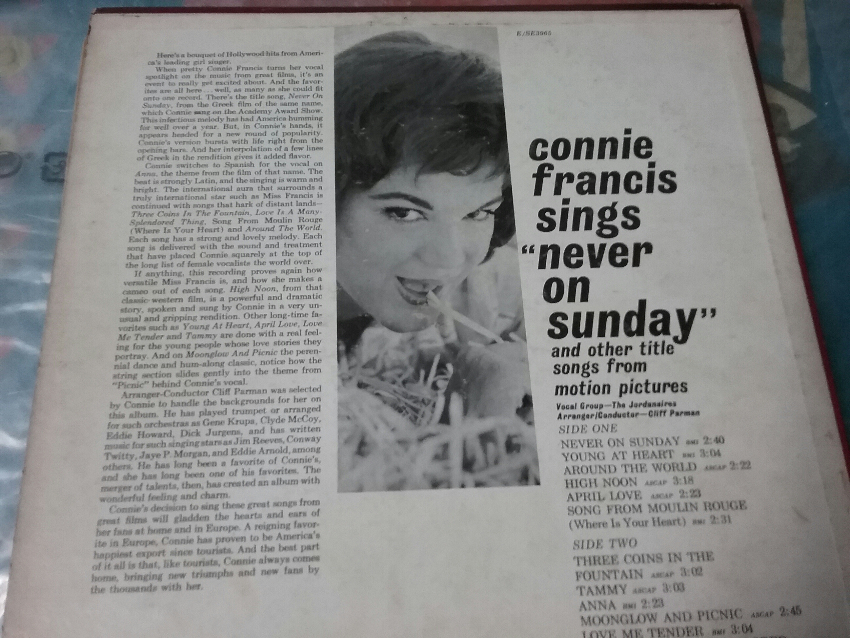 E/SE3965
Here's a bouquet of Hollywood hits from Ameri-
ca's leading girl singer.
When pretty Connie Francis turns her vocal
spotlight on the music from great films, it's an
event to really get excited about. And the favor-
ites are all here . . . well, as many as she could fit
onto one record. There's the title song, Never On
Sunday, from the Greek film of the same name,
which Connie sang on the Academy Award Show.
This infectious melody has had America humming
for well over a year. But, in Connie's hands, it
appears headed for a new round of popularity.
Connie's version bursts with life right from the
opening bars. And her interpolation of a few lines
of Greek in the rendition gives it added flavor.
Connie switches to Spanish for the vocal on
Anna, the theme from the film of that name. The
beat is strongly Latin, and the singing is warm and
bright. The international aura that surrounds a
truly international star such as Miss Francis is
continued with songs that hark of distant lands—
Three Coins In The Fountain, Love Is A Many-
Splendored Thing, Song From Moulin Rouge
(Where Is Your Heart) and Around The World.
Each song has a strong and lovely melody. Each
song is delivered with the sound and treatment
that have placed Connie squarely at the top of
the long list of female vocalists the world over.
If anything, this recording proves again how
versatile Miss Francis is, and how she makes a
cameo out of each song. High Noon, from that
classic western film, is a powerful and dramatic
story, spoken and sung by Connie in a very un-
usual and gripping rendition. Other long-time fa-
vorites such as Young At Heart, April Love, Love
Me Tender and Tammy are done with a real feel-
ing for the young people whose love stories they
portray. And on Moonglow And Picnic the peren-
nial dance and hum-along classic, notice how the
string section slides gently into the theme from
"Picnic" behind Connie's vocal.
Arranger-Conductor Cliff Parman was selected
by Connie to handle the backgrounds for her on
this album. He has played trumpet or arranged
for such orchestras as Gene Krupa, Clyde McCoy,
Eddie Howard, Dick Jurgens, and has written
music for such singing stars as Jim Reeves, Conway
Twitty, Jaye P. Morgan, and Eddie Arnold, among
others. He has long been a favorite of Connie's,
and she has long been one of his favorites. The
merger of talents, then, has created an album with
wonderful feeling and charm.
Connie's decision to sing these great songs from
great films will gladden the hearts and ears of
her fans at home and in Europe. A reigning favor-
ite in Europe, Connie has proven to be America's
happiest export since tourists. And the best part
of it all is that, like tourists, Connie always comes
home, bringing new triumphs and new fans by
the thousands with her.
connie
francis
sings
"never
on
sunday"
and other title
songs from
motion pictures
Vocal Group—The Jordanaires
Arranger/Conductor—Cliff Parman
SIDE ONE
NEVER ON SUNDAY BMI 2:40
YOUNG AT HEART BMI 3:04
AROUND THE WORLD ASCAP 2:22
HIGH NOON ASCAP 3:18
APRIL LOVE ASCAP 2:23
SONG FROM MOULIN ROUGE
(Where Is Your Heart) BMI 2:31
SIDE TWO
THREE COINS IN THE
FOUNTAIN ASCAP 3:02
TAMMY ASCAP 3:03
ANNA BMI 2:23
MOONGLOW AND PICNIC ASCAP 2:45
LOVE ME TENDER BMI 3:04